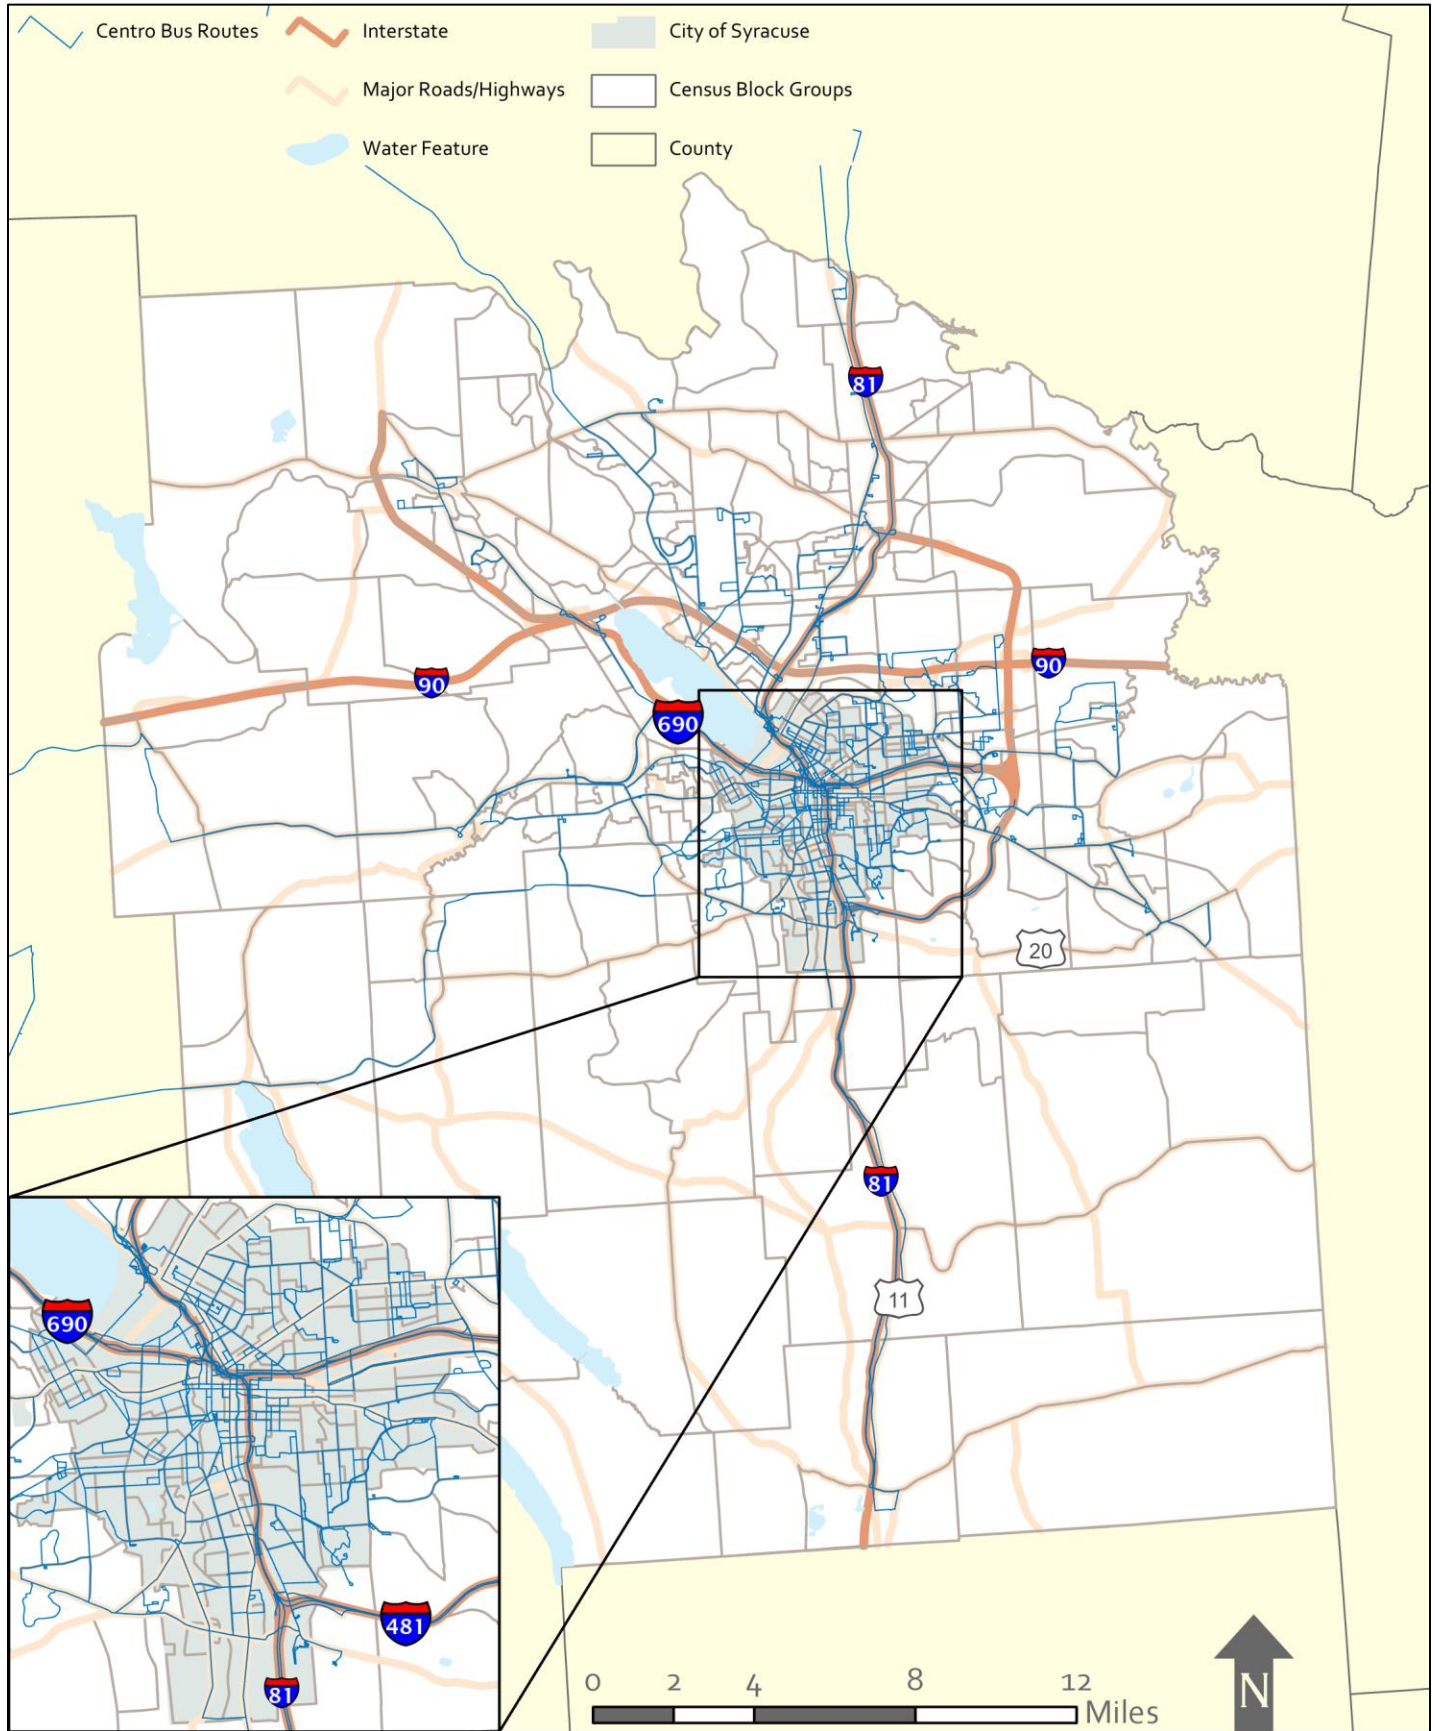 Centro Bus Routes
Interstate
City of Syracuse
Major Roads/Highways
Census Block Groups
Water Feature
County
81
90
90
690
20
81
11
690
481
81
0 2 4 8 12
Miles
N